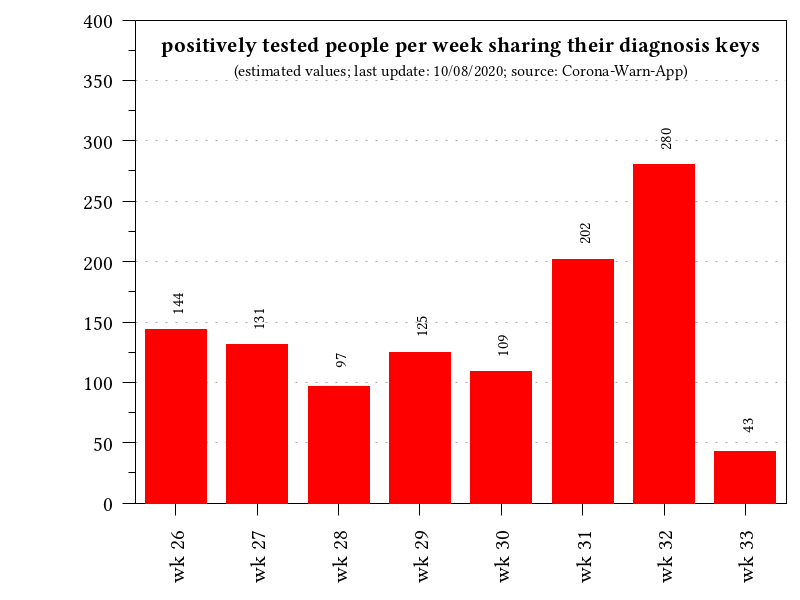 positively tested people per week sharing their diagnosis keys
(estimated values; last update: 10/08/2020; source: Corona-Warn-App)
400
350
300
250
200
150
100
50
0
144
131
97
125
109
202
280
43
wk 26
wk 27
wk 28
wk 29
wk 30
wk 31
wk 32
wk 33